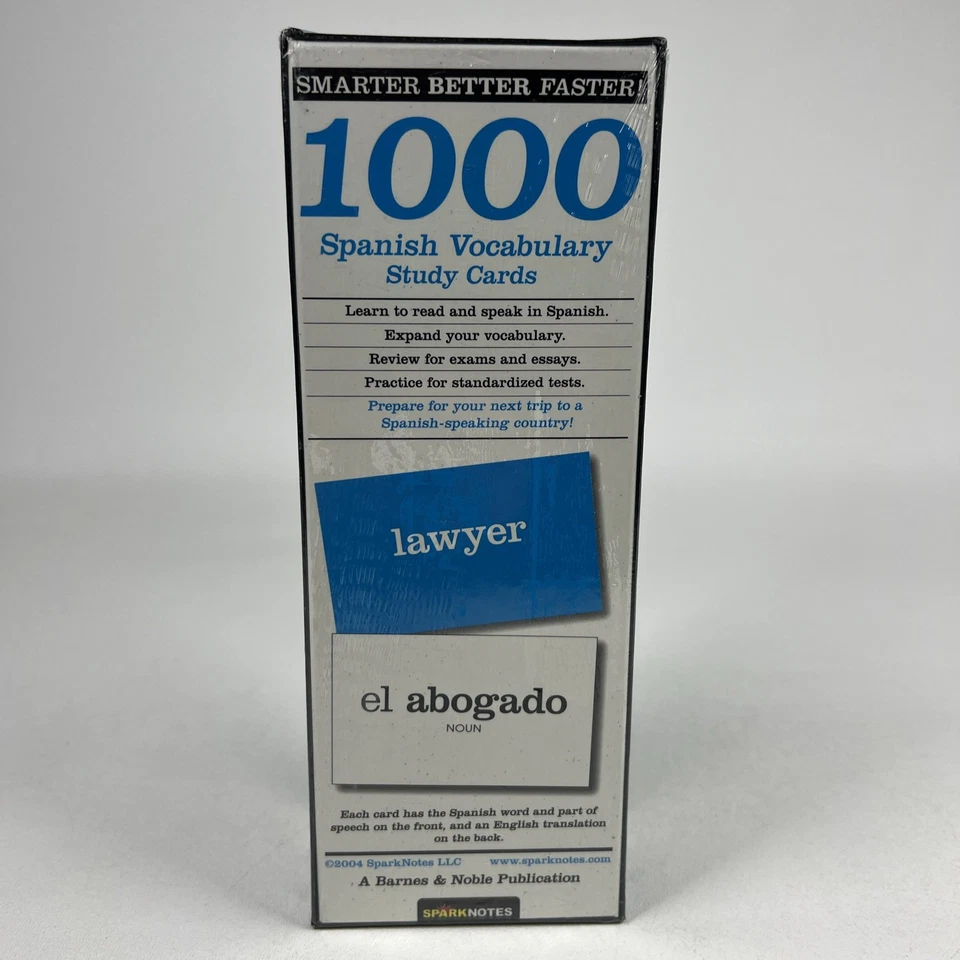 SMARTER BETTER FASTER!
1000
Spanish Vocabulary
Study Cards
Learn to read and speak in Spanish.
Expand your vocabulary.
Review for exams and essays.
Practice for standardized tests.
Prepare for your next trip to a
Spanish-speaking country!
lawyer
el abogado
NOUN
Each card has the Spanish word and part of
speech on the front, and an English translation
on the back.
©2004 SparkNotes LLC www.sparknotes.com
A Barnes & Noble Publication
SPARKNOTES